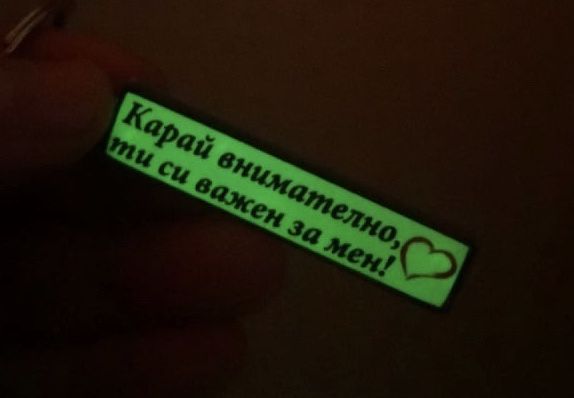 Карай внимателно,
ти си важен за мен!